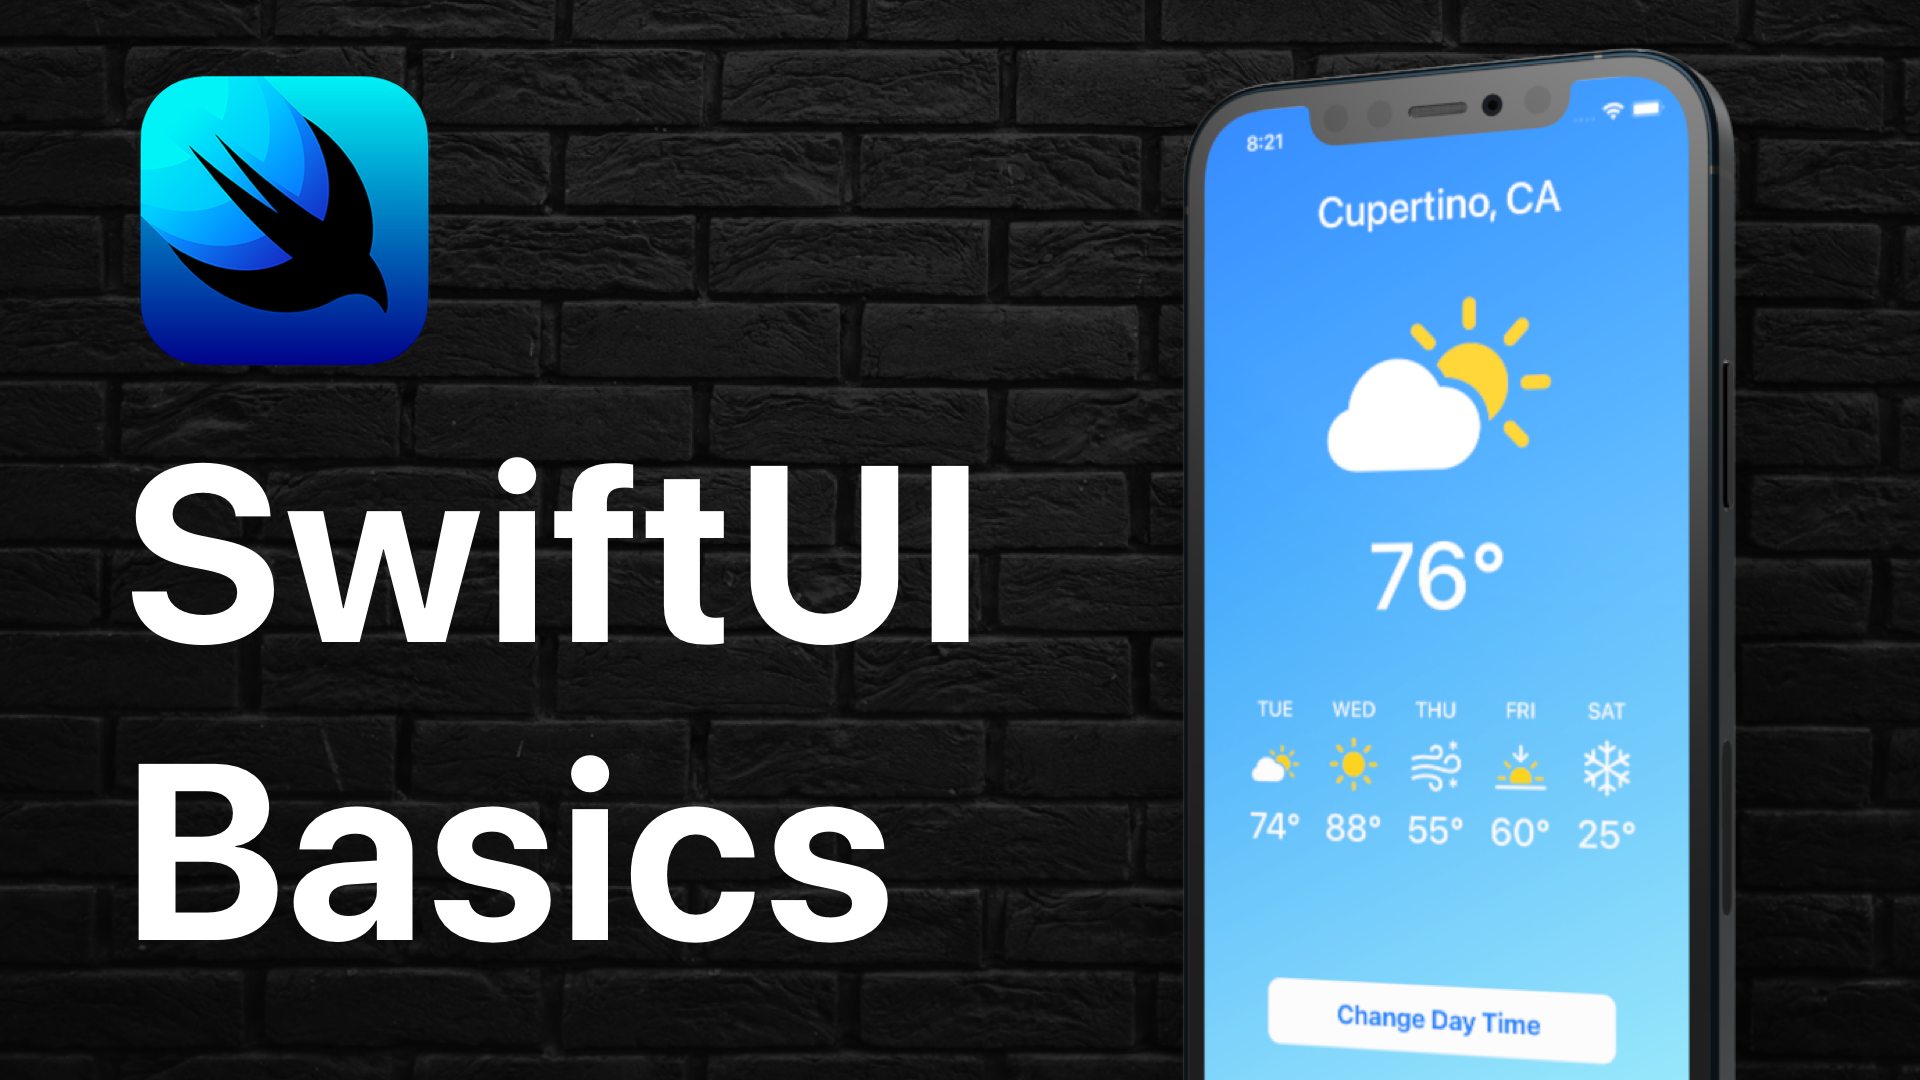 SwiftUI
Basics
8:21
Cupertino, CA
76°
TUE WED THU FRI SAT
74° 88° 55° 60° 25°
Change Day Time